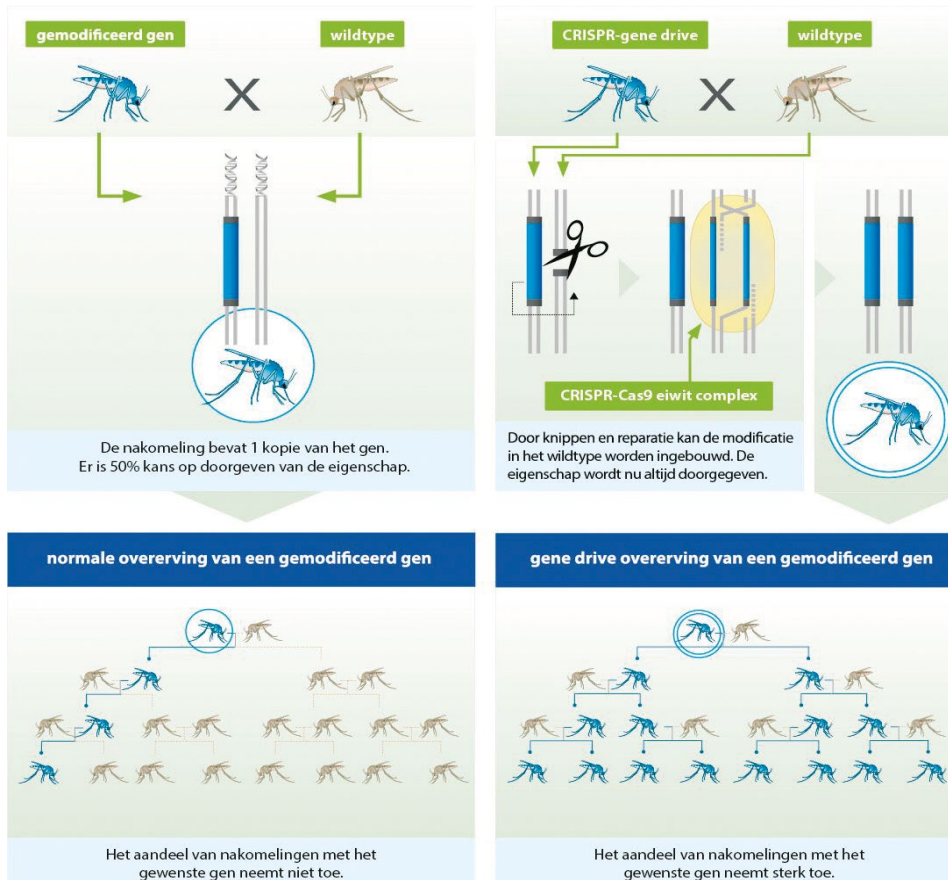 gemodificeerd gen
wildtype
De nakomeling bevat 1 kopie van het gen.
Er is 50% kans op doorgeven van de eigenschap.
CRISPR-gene drive
wildtype
CRISPR-Cas9 eiwit complex
Door knippen en reparatie kan de modificatie
in het wildtype worden ingebouwd. De
eigenschap wordt nu altijd doorgegeven.
normale overerving van een gemodificeerd gen
Het aandeel van nakomelingen met het
gewenste gen neemt niet toe.
gene drive overerving van een gemodificeerd gen
Het aandeel van nakomelingen met het
gewenste gen neemt sterk toe.